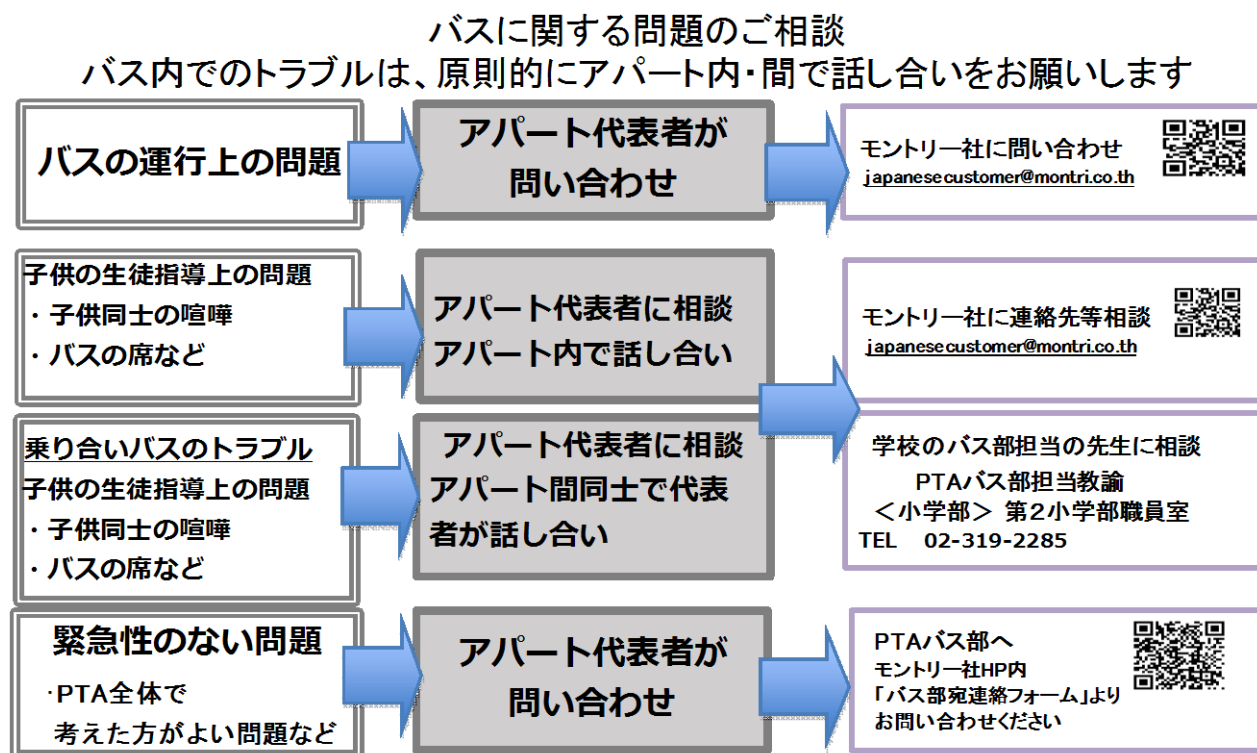 バスに関する問題のご相談
バス内でのトラブルは、原則的にアパート内・間で話し合いをお願いします
バスの運行上の問題
アパート代表者が
問い合わせ
モントリー社に問い合わせ
japanesecustomer@montri.co.th
子供の生徒指導上の問題
・子供同士の喧嘩
・バスの席など
アパート代表者に相談
アパート内で話し合い
モントリー社に連絡先等相談
japanesecustomer@montri.co.th
乗り合いバスのトラブル
子供の生徒指導上の問題
・子供同士の喧嘩
・バスの席など
アパート代表者に相談
アパート間同士で代表
者が話し合い
学校のバス部担当の先生に相談
PTAバス部担当教諭
＜小学部＞ 第２小学部職員室
TEL 02-319-2285
緊急性のない問題
・PTA全体で
考えた方がよい問題など
アパート代表者が
問い合わせ
PTAバス部へ
モントリー社HP内
「バス部宛連絡フォーム」より
お問い合わせください